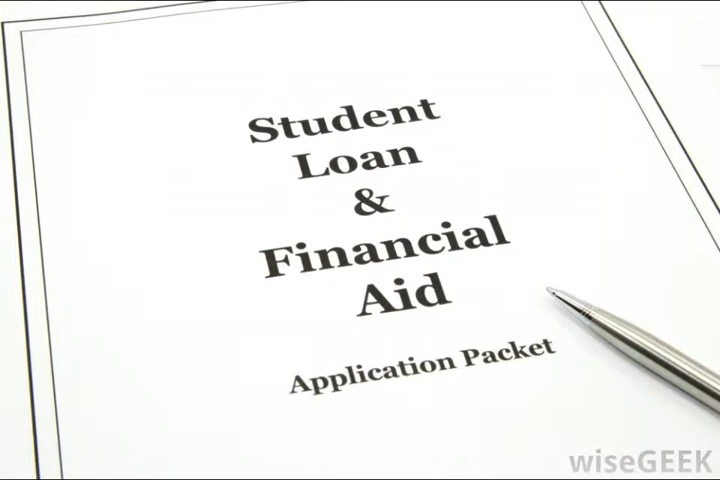 Student
Loan
&
Financial
Aid
Application Packet
wiseGEEK